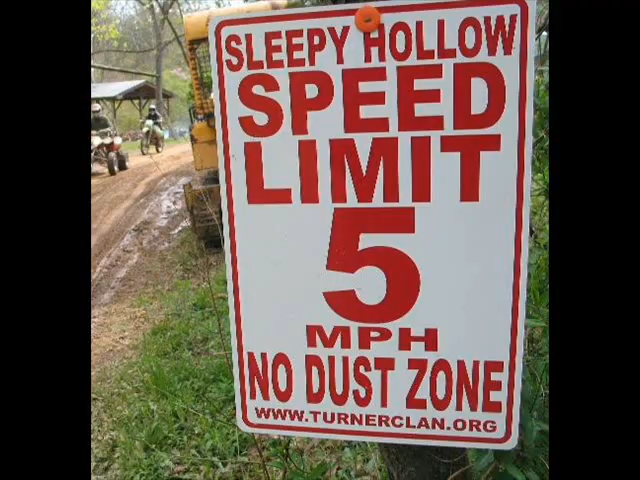 SLEEPY HOLLOW
SPEED
LIMIT
5
MPH
NO DUST ZONE
WWW.TURNERCLAN.ORG